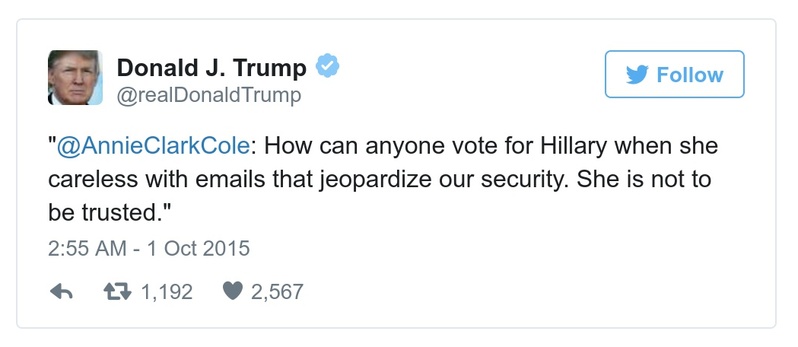 Donald J. Trump
@realDonaldTrump
Follow
"@AnnieClarkCole: How can anyone vote for Hillary when she
careless with emails that jeopardize our security. She is not to
be trusted."
2:55 AM - 1 Oct 2015
1,192 2,567